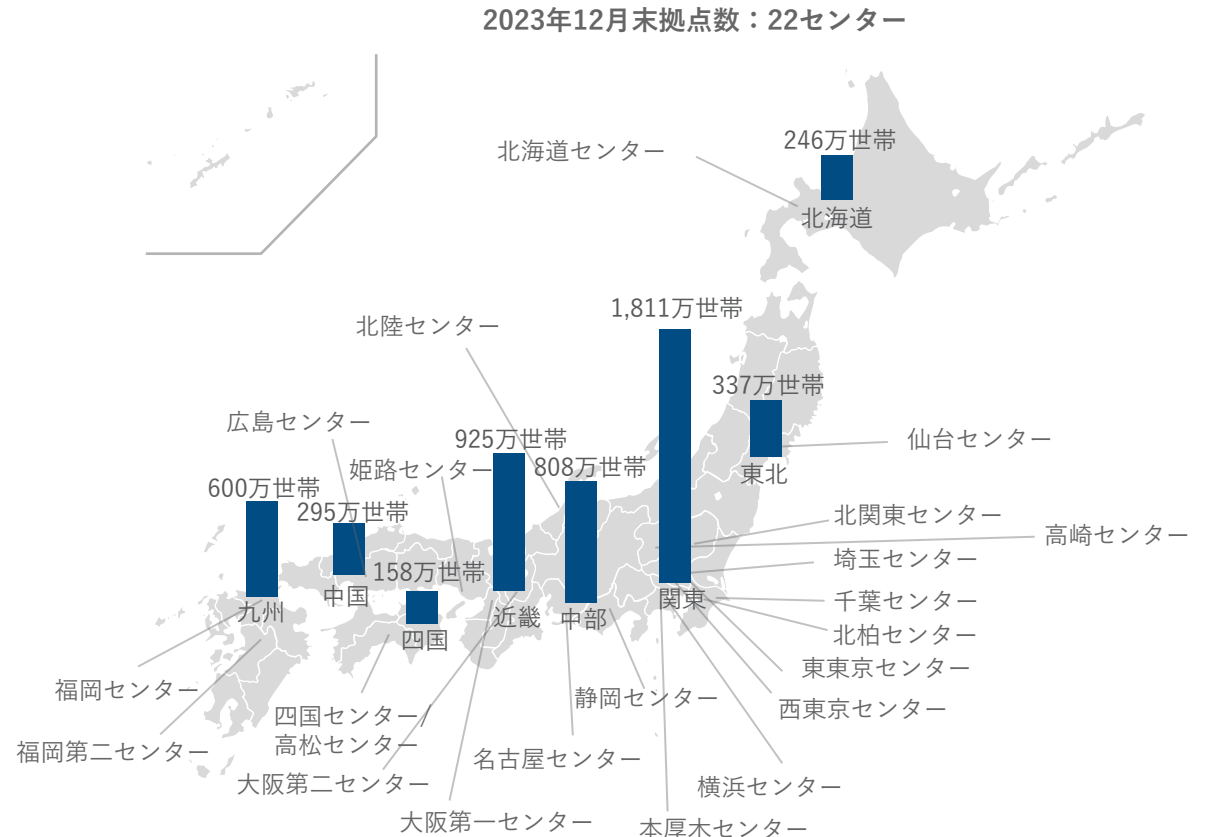 2023年12月末拠点数：22センター
246万世帯
北海道センター
北海道
1,811万世帯
北陸センター
337万世帯
広島センター
925万世帯
仙台センター
姫路センター
808万世帯
東北
600万世帯
295万世帯
北関東センター
高崎センター
埼玉センター
158万世帯
中国
関東
千葉センター
九州
近畿
中部
四国
北柏センター
東東京センター
福岡センター
静岡センター
西東京センター
四国センター/
高松センター
福岡第二センター
名古屋センター
大阪第二センター
横浜センター
大阪第一センター
本厚木センター